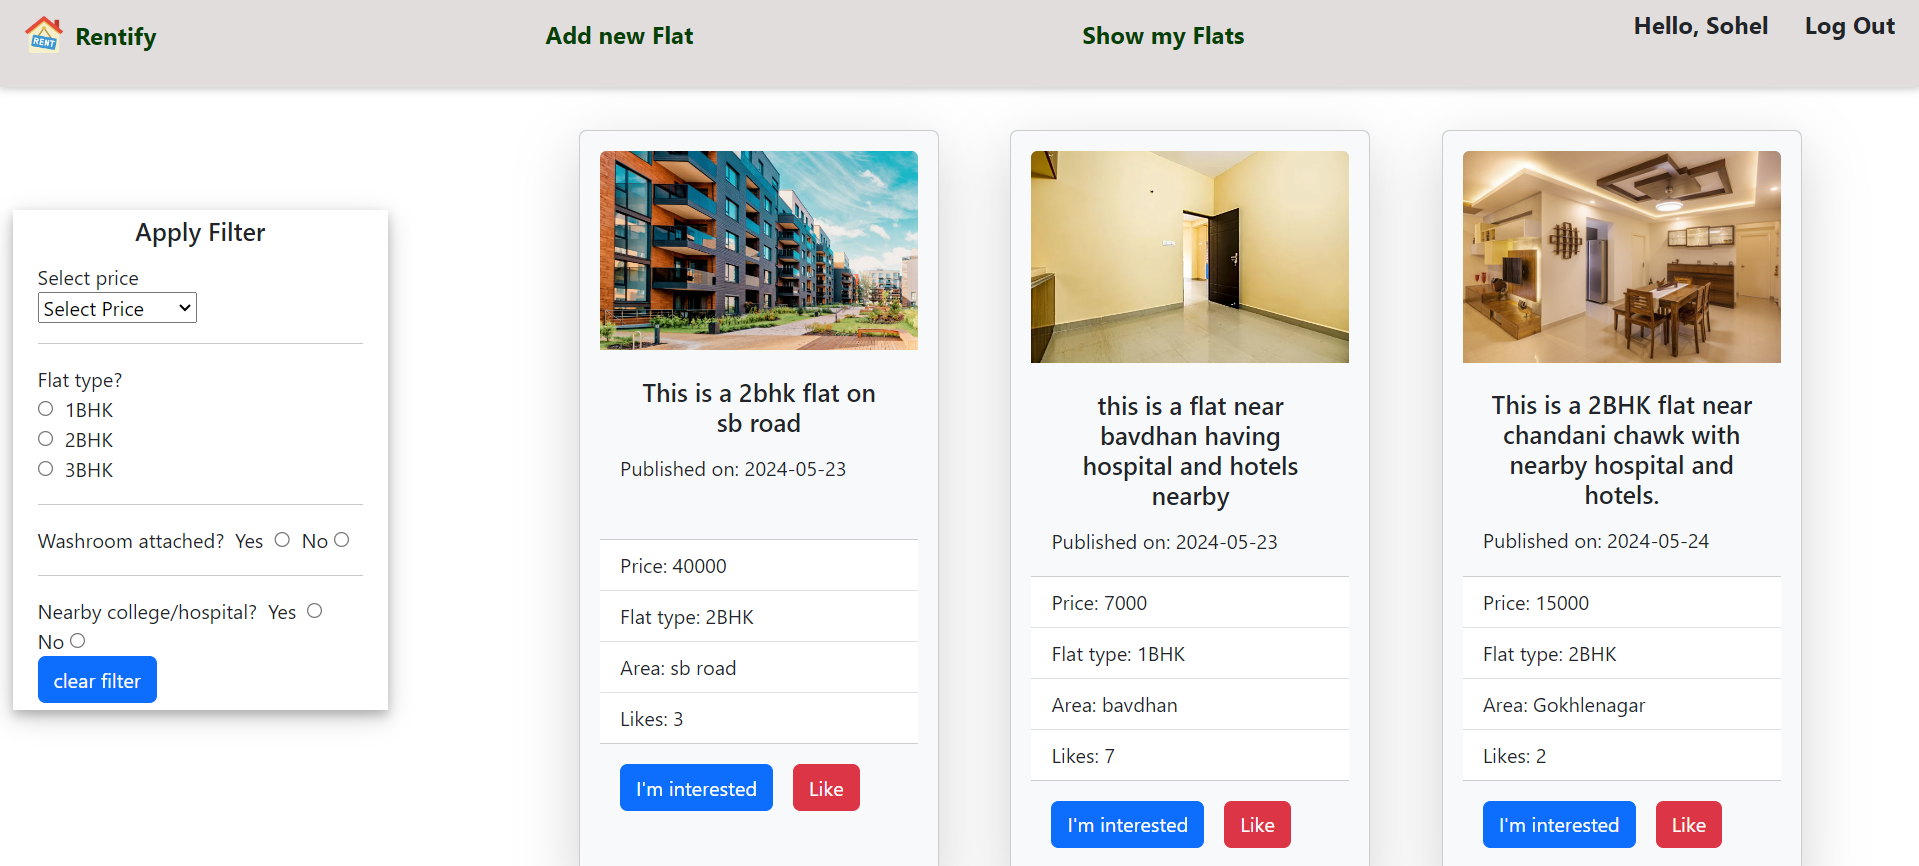 RENT
Rentify
Add new Flat
Show my Flats
Hello, Sohel
Log Out
Apply Filter
Select price
Select Price
Flat type?
1BHK
2BHK
3BHK
Washroom attached? Yes No
Nearby college/hospital? Yes
No
clear filter
This is a 2bhk flat on
sb road
Published on: 2024-05-23
Price: 40000
Flat type: 2BHK
Area: sb road
Likes: 3
I'm interested
Like
this is a flat near
bavdhan having
hospital and hotels
nearby
Published on: 2024-05-23
Price: 7000
Flat type: 1BHK
Area: bavdhan
Likes: 7
I'm interested
Like
This is a 2BHK flat near
chandani chawk with
nearby hospital and
hotels.
Published on: 2024-05-24
Price: 15000
Flat type: 2BHK
Area: Gokhlenagar
Likes: 2
I'm interested
Like